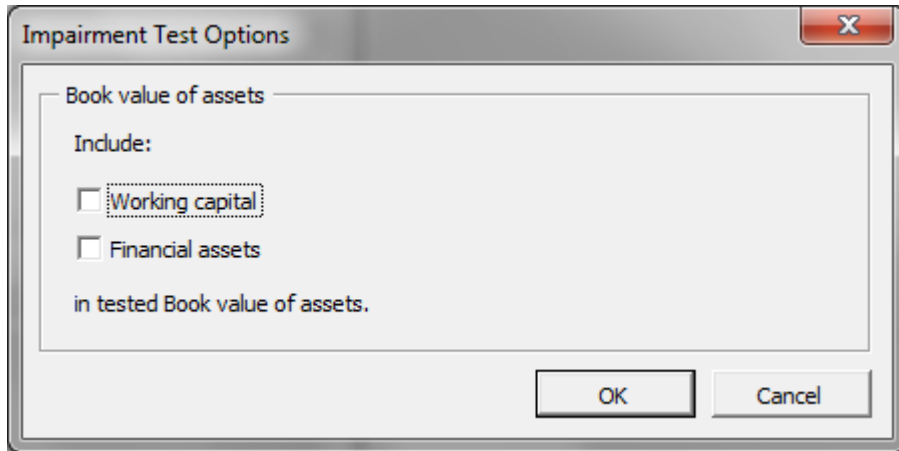 Impairment Test Options
Book value of assets
Include:
Working capital
Financial assets
in tested Book value of assets.
OK Cancel